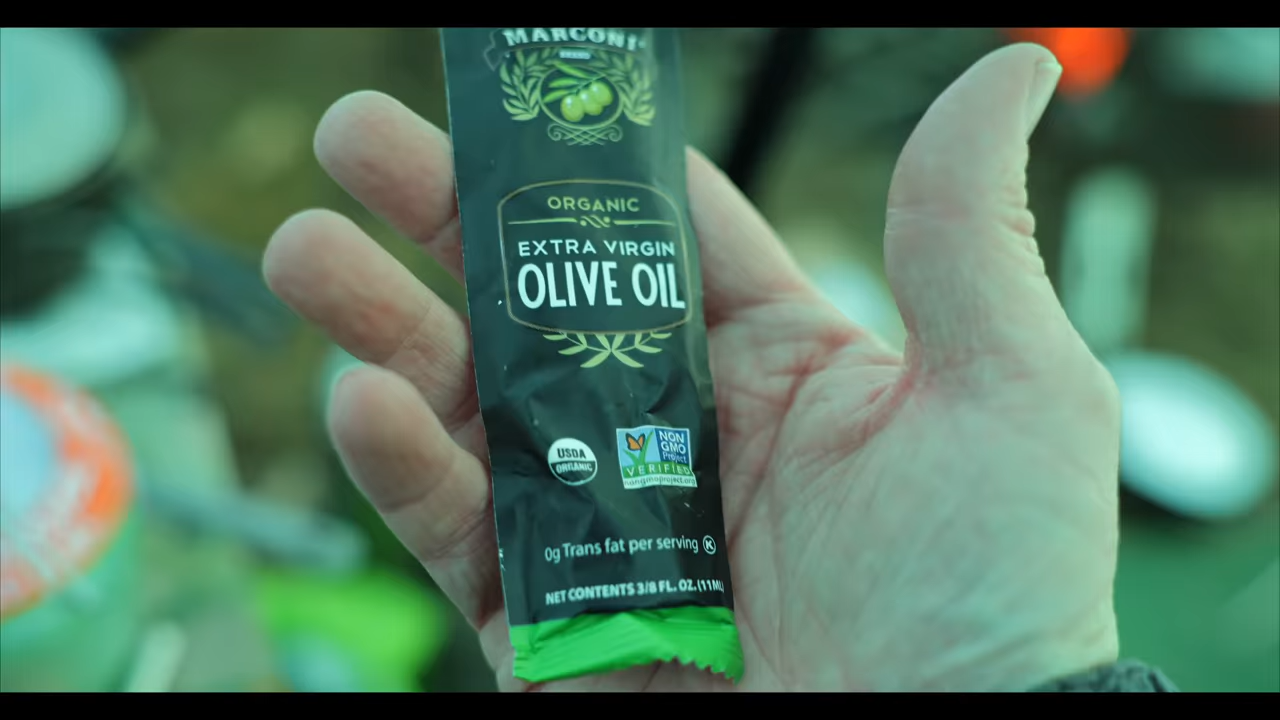 MARCONI
BRAND
ORGANIC
EXTRA VIRGIN
OLIVE OIL
USDA
ORGANIC
NON
GMO
Project
VERIFIED
nongmoproject.org
0g Trans fat per serving K
NET CONTENTS 3/8 FL. OZ. (11ML